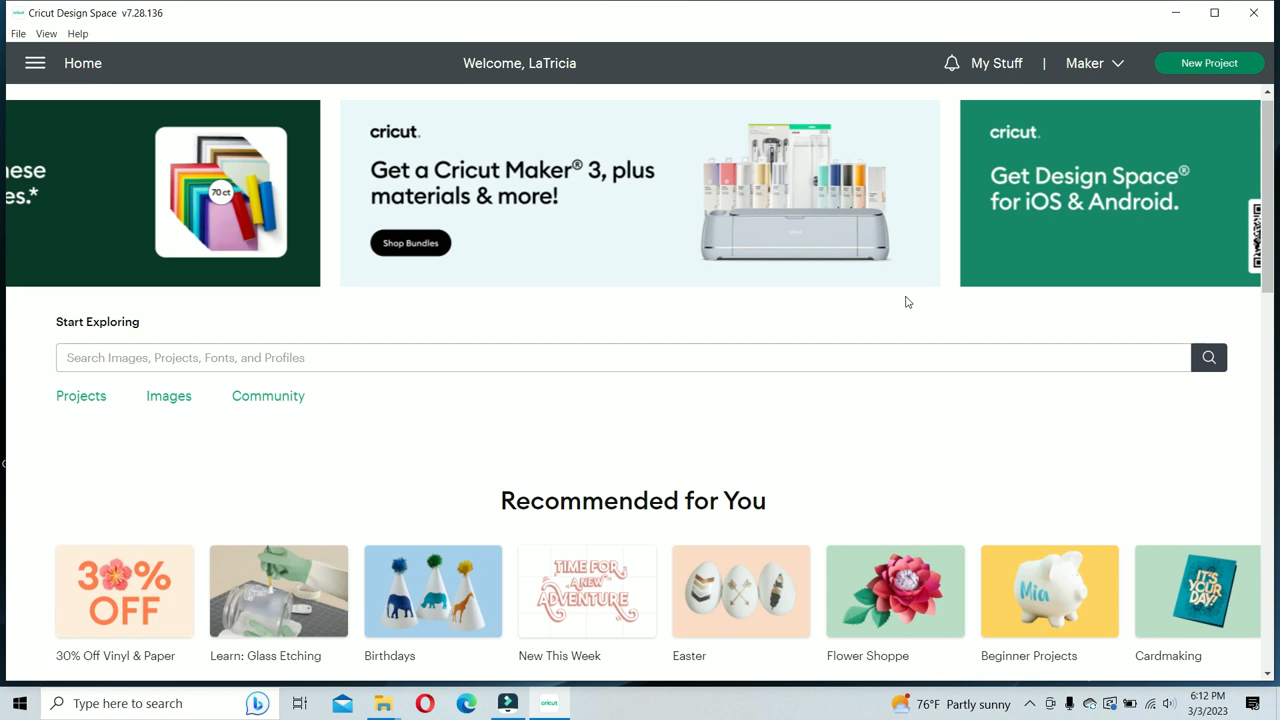 Cricut Design Space v7.28.136
File View Help
Home
Welcome, LaTricia
My Stuff | Maker
New Project
nese
es.*
70 ct
cricut.
Get a Cricut Maker® 3, plus
materials & more!
Shop Bundles
cricut.
Get Design Space®
for iOS & Android.
Start Exploring
Search Images, Projects, Fonts, and Profiles
Projects Images Community
Recommended for You
30% OFF
TIME FOR
A NEW
ADVENTURE
Mia
IT'S
YOUR
DAY!
30% Off Vinyl & Paper
Learn: Glass Etching
Birthdays
New This Week
Easter
Flower Shoppe
Beginner Projects
Cardmaking
Type here to search
cricut
76°F Partly sunny
6:12 PM
3/3/2023